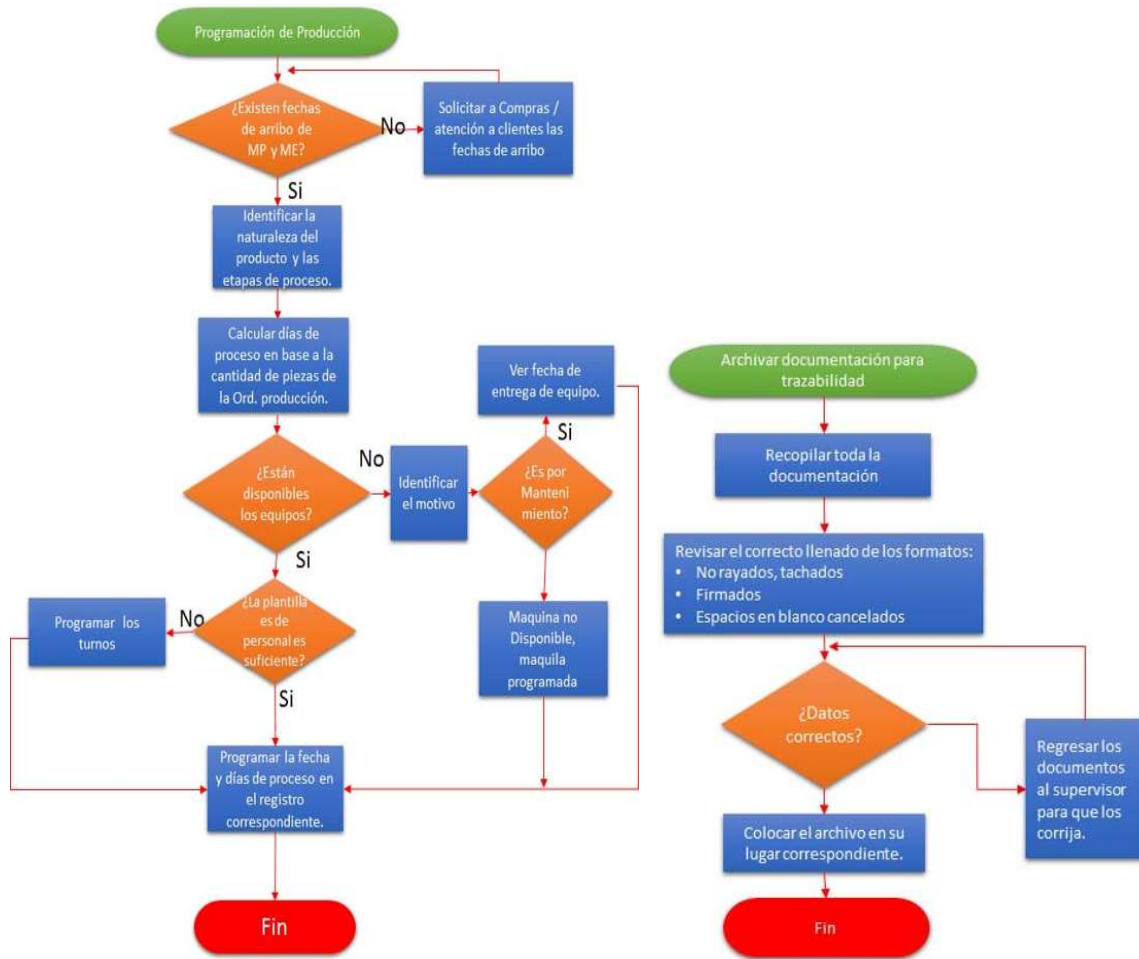 Programación de Producción
¿Existen fechas
de arribo de
MP y ME?
No
Solicitar a Compras /
atención a clientes las
fechas de arribo
Si
Identificar la
naturaleza del
producto y las
etapas de proceso.
Calcular días de
proceso en base a la
cantidad de piezas de
la Ord. producción.
¿Están
disponibles
los equipos?
No
Identificar
el motivo
¿Es por
Manteni
miento?
Si
Ver fecha de
entrega de equipo.
Maquina no
Disponible,
maquila
programada
Si
¿La plantilla
es de
personal es
suficiente?
No
Programar los
turnos
Si
Programar la fecha
y días de proceso en
el registro
correspondiente.
Fin
Archivar documentación para
trazabilidad
Recopilar toda la
documentación
Revisar el correcto llenado de los formatos:
• No rayados, tachados
• Firmados
• Espacios en blanco cancelados
¿Datos
correctos?
Regresar los
documentos
al supervisor
para que los
corrija.
Colocar el archivo en su
lugar correspondiente.
Fin